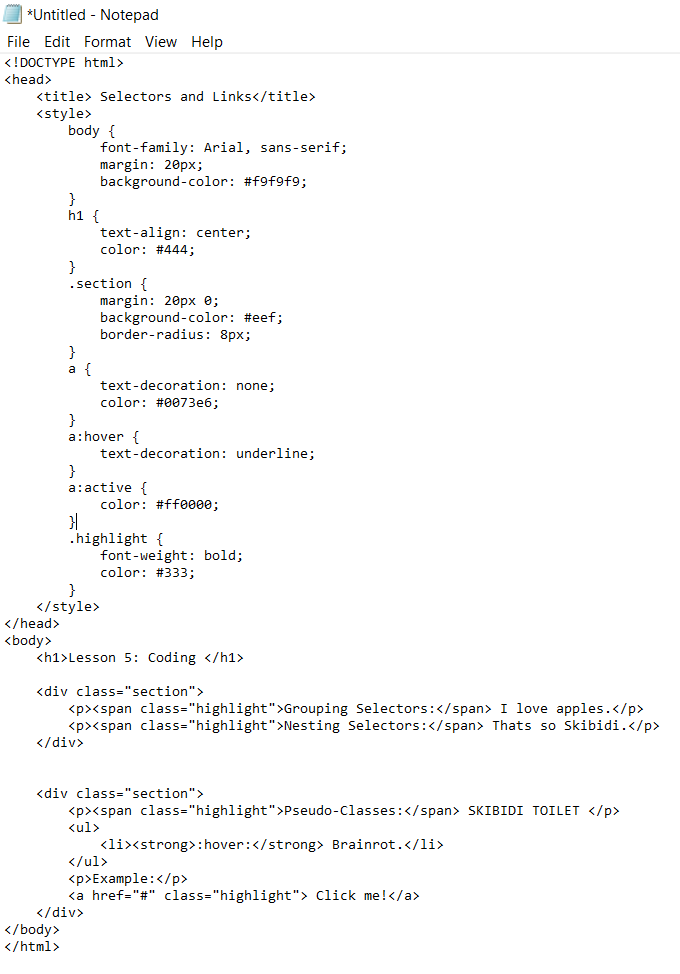 *Untitled - Notepad
File Edit Format View Help
<!DOCTYPE html>
<head>
    <title> Selectors and Links</title>
    <style>
        body {
            font-family: Arial, sans-serif;
            margin: 20px;
            background-color: #f9f9f9;
        }
        h1 {
            text-align: center;
            color: #444;
        }
        .section {
            margin: 20px 0;
            background-color: #eef;
            border-radius: 8px;
        }
        a {
            text-decoration: none;
            color: #0073e6;
        }
        a:hover {
            text-decoration: underline;
        }
        a:active {
            color: #ff0000;
        }
        .highlight {
            font-weight: bold;
            color: #333;
        }
    </style>
</head>
<body>
    <h1>Lesson 5: Coding </h1>

    <div class="section">
        <p><span class="highlight">Grouping Selectors:</span> I love apples.</p>
        <p><span class="highlight">Nesting Selectors:</span> Thats so Skibidi.</p>
    </div>


    <div class="section">
        <p><span class="highlight">Pseudo-Classes:</span> SKIBIDI TOILET </p>
        <ul>
            <li><strong>:hover:</strong> Brainrot.</li>
        </ul>
        <p>Example:</p>
        <a href="#" class="highlight"> Click me!</a>
    </div>
</body>
</html>